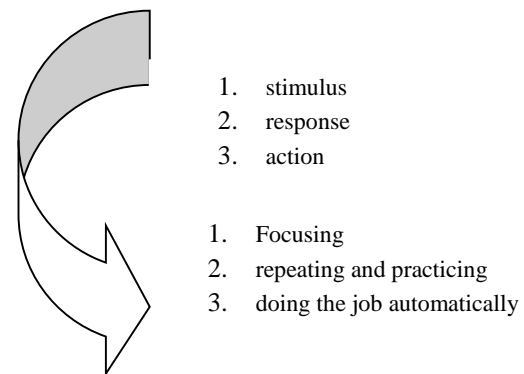 1. stimulus
2. response
3. action
1. Focusing
2. repeating and practicing
3. doing the job automatically